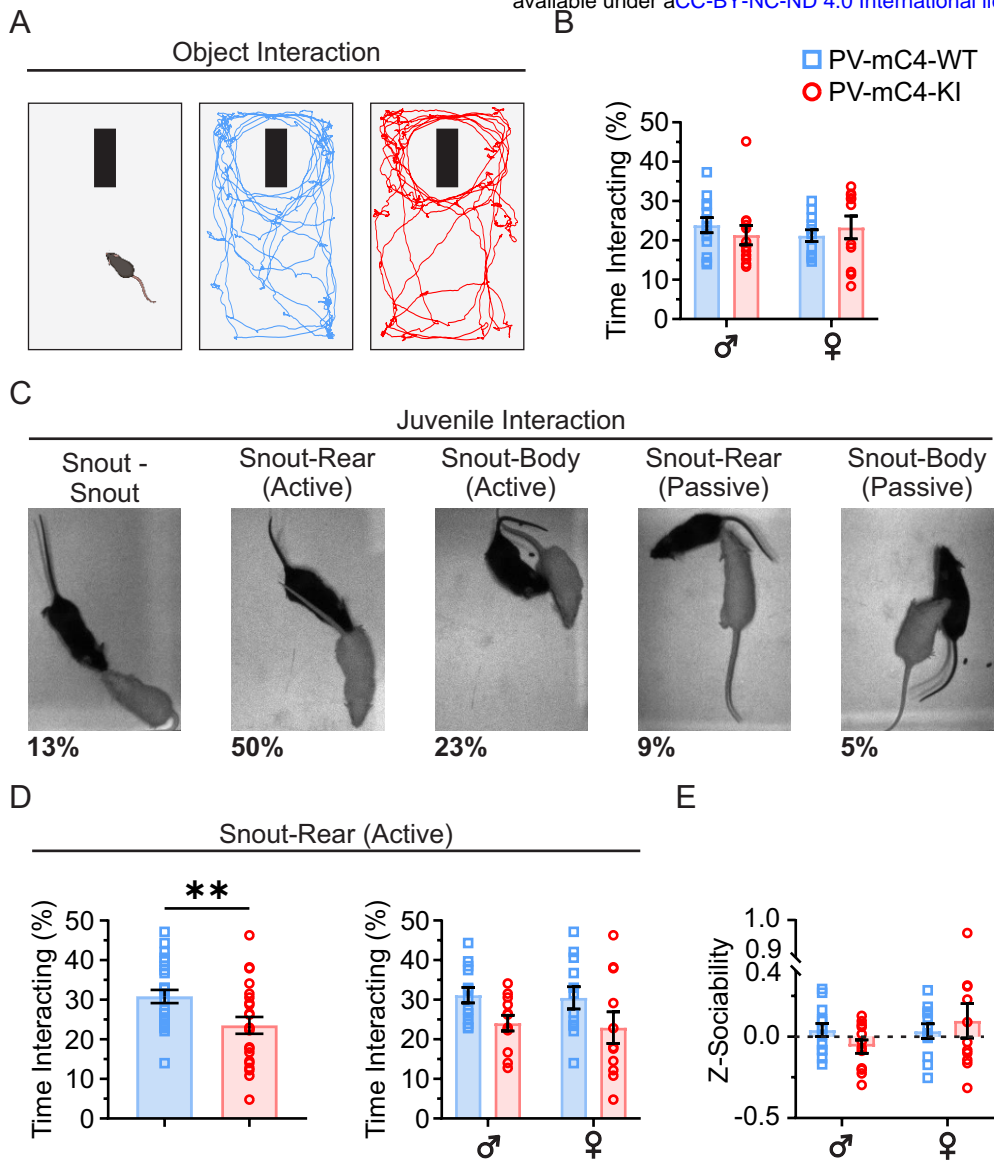 available under aCC-BY-NC-ND 4.0 International
A
Object Interaction
B
PV-mC4-WT
PV-mC4-KI
Time Interacting (%)
50
40
30
20
10
0
♂
♀
C
Juvenile Interaction
Snout -
Snout
Snout-Rear
(Active)
Snout-Body
(Active)
Snout-Rear
(Passive)
Snout-Body
(Passive)
13%
50%
23%
9%
5%
D
Snout-Rear (Active)
Time Interacting (%)
50
40
30
20
10
0
**
Time Interacting (%)
50
40
30
20
10
0
♂
♀
E
Z-Sociability
1.0
0.9
0.4
0.0
-0.5
♂
♀